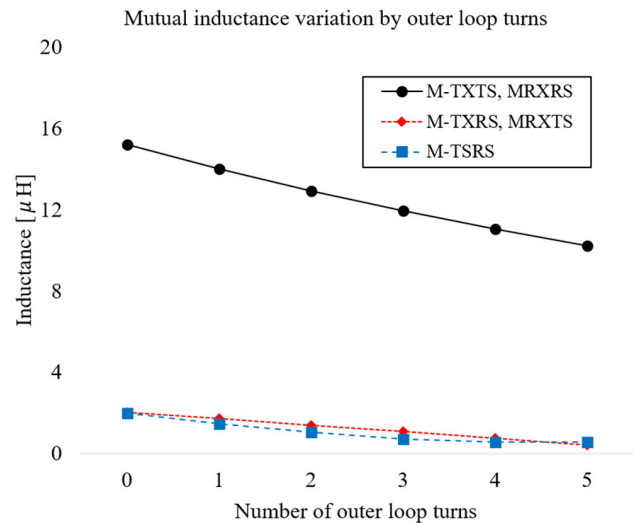 Mutual inductance variation by outer loop turns
20
16
12
8
4
0
Inductance [μH]
M-TXTS, MRXRS
M-TXRS, MRXTS
M-TSRS
0 1 2 3 4 5
Number of outer loop turns